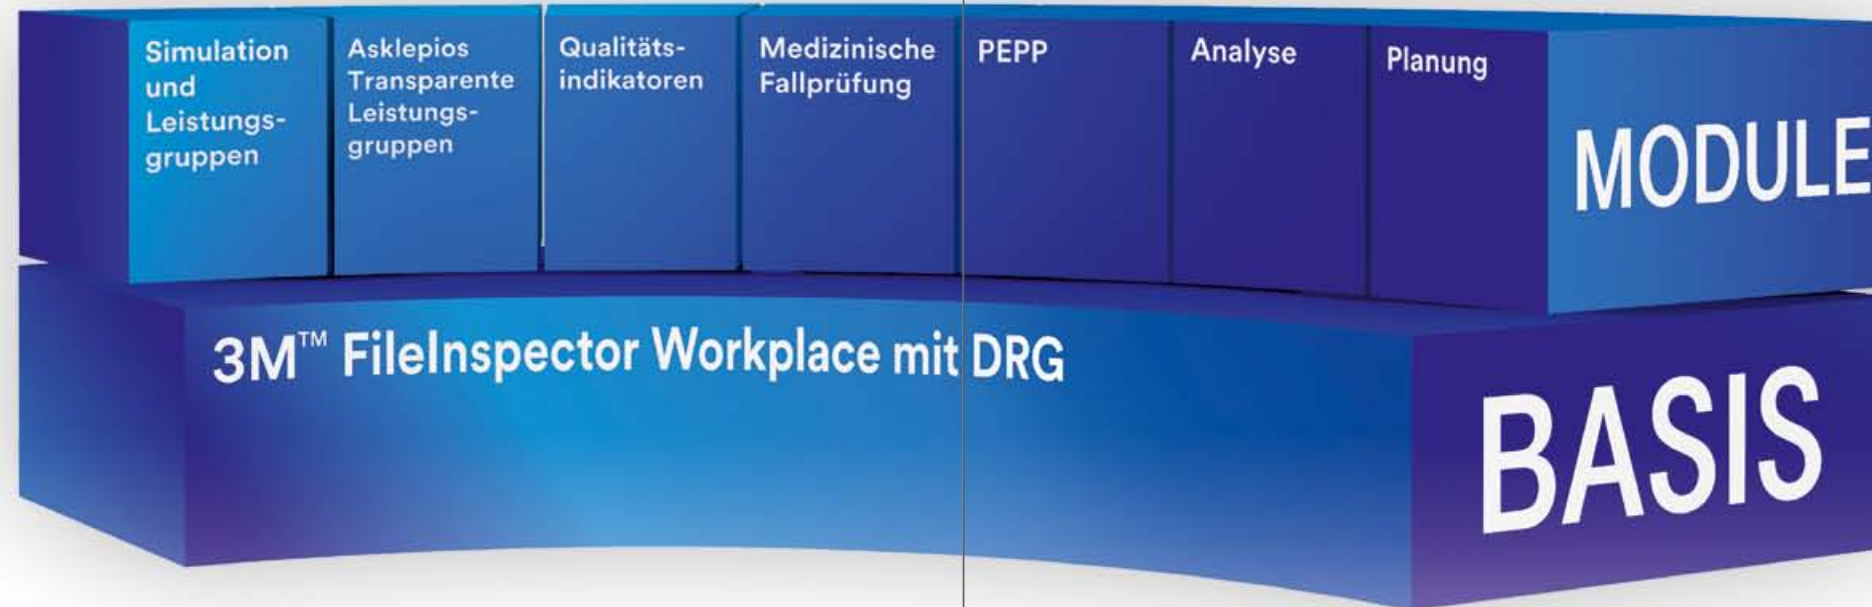 Simulation
und
Leistungs-
gruppen
Asklepios
Transparente
Leistungs-
gruppen
Qualitäts-
indikatoren
Medizinische
Fallprüfung
PEPP
Analyse
Planung
MODULE
3M™ FileInspector Workplace mit DRG
BASIS